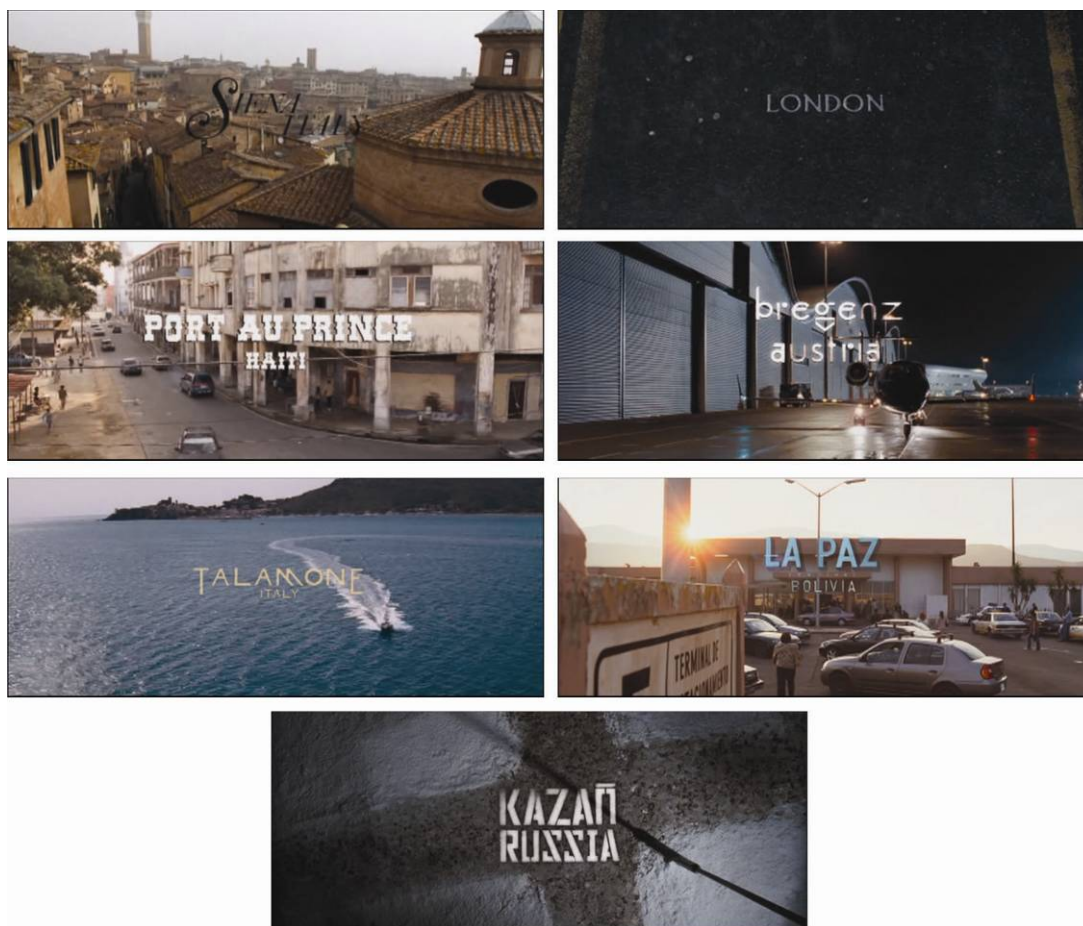 SIENA
ITALY
LONDON
PORT AU PRINCE
HAITI
bregenz
austria
TALAMONE
ITALY
LA PAZ
BOLIVIA
TERMINAL DE
KAZAÑ
RUSSIA